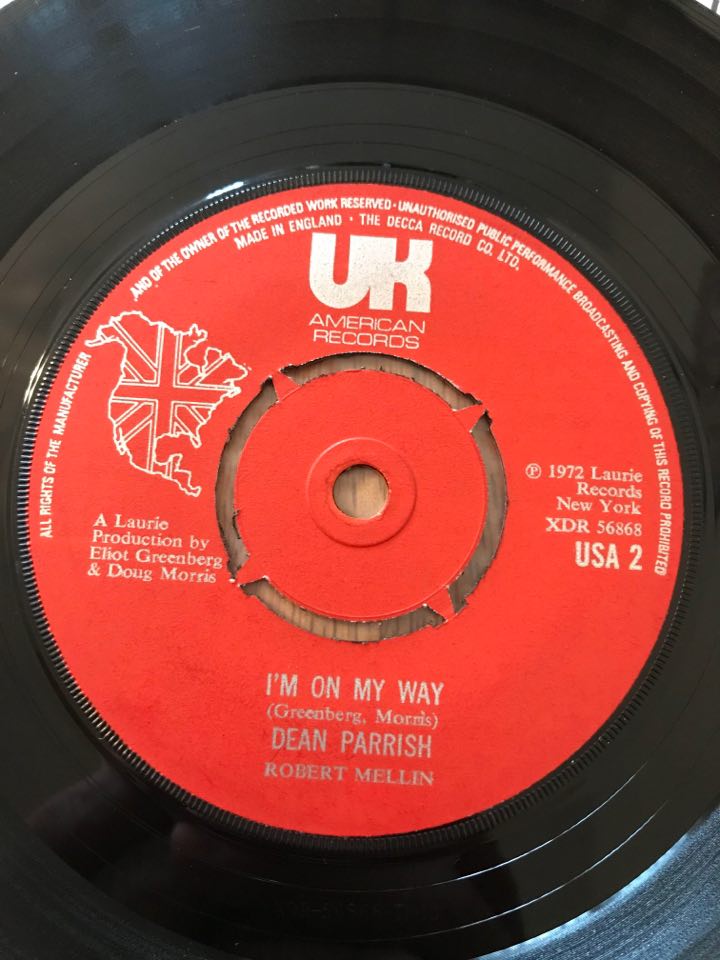 ALL RIGHTS OF THE MANUFACTURER AND OF THE OWNER OF THE RECORDED WORK RESERVED · UNAUTHORISED PUBLIC PERFORMANCE BROADCASTING AND COPYING OF THIS RECORD PROHIBITED
MADE IN ENGLAND · THE DECCA RECORD CO. LTD.
UK
AMERICAN
RECORDS
℗ 1972 Laurie
Records
New York
XDR 56868
USA 2
A Laurie
Production by
Eliot Greenberg
& Doug Morris
I'M ON MY WAY
(Greenberg, Morris)
DEAN PARRISH
ROBERT MELLIN